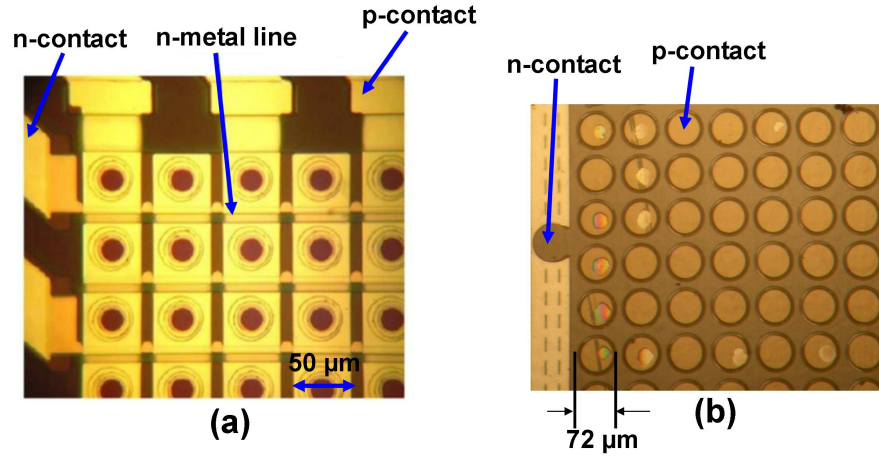 n-contact
n-metal line
p-contact
50 µm
(a)
n-contact
p-contact
72 µm
(b)